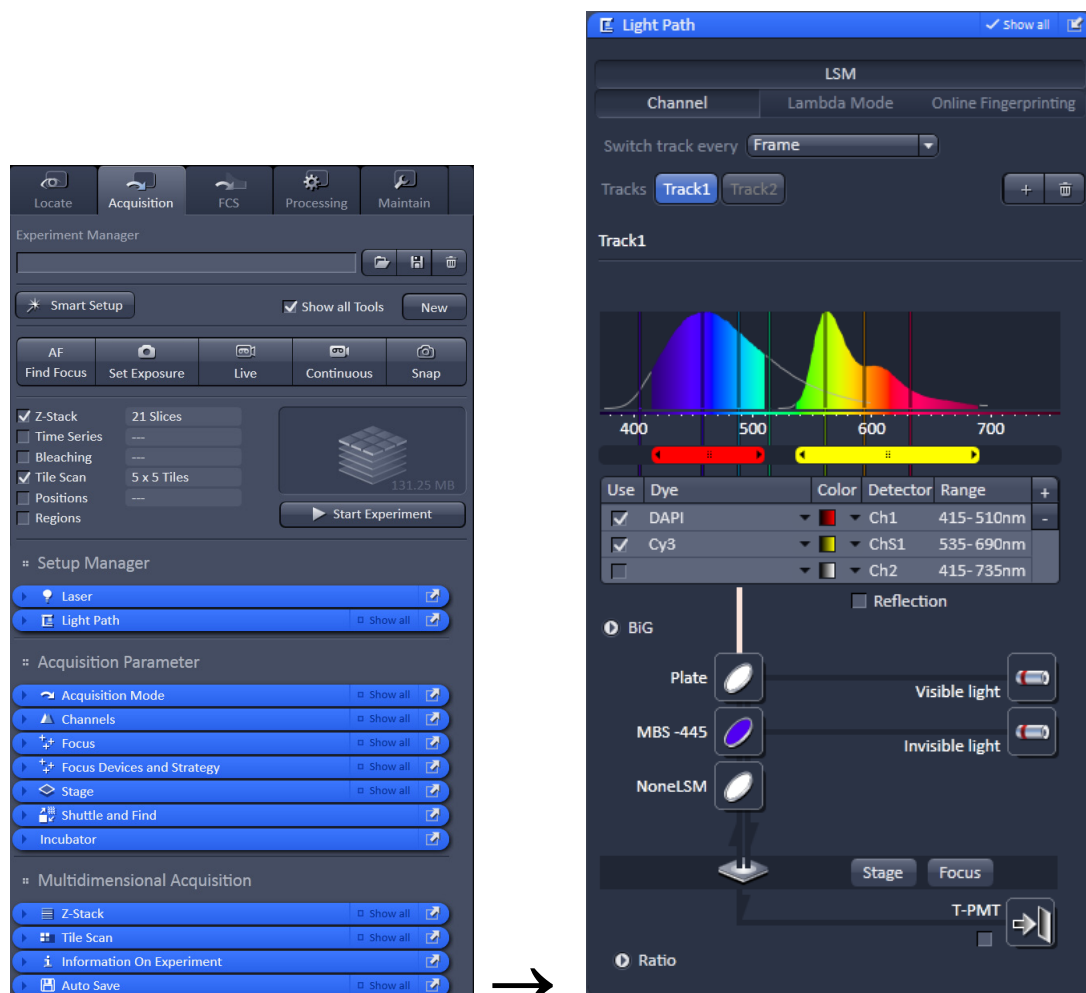 Locate Acquisition FCS Processing Maintain
Experiment Manager
Smart Setup Show all Tools New
AF
Find Focus Set Exposure Live Continuous Snap
Z-Stack 21 Slices
Time Series ---
Bleaching ---
Tile Scan 5 x 5 Tiles
131.25 MB
Positions ---
Regions
Start Experiment
Setup Manager
Laser
Light Path Show all
Acquisition Parameter
Acquisition Mode Show all
Channels Show all
Focus Show all
Focus Devices and Strategy Show all
Stage Show all
Shuttle and Find
Incubator
Multidimensional Acquisition
Z-Stack Show all
Tile Scan Show all
Information On Experiment
Auto Save Show all
Light Path Show all
LSM
Channel Lambda Mode Online Fingerprinting
Switch track every Frame
Tracks Track1 Track2 +
Track1
400 500 600 700
Use Dye Color Detector Range +
DAPI Ch1 415-510nm -
Cy3 ChS1 535-690nm
Ch2 415-735nm
Reflection
BiG
Plate
Visible light
MBS -445
Invisible light
NoneLSM
Stage Focus
T-PMT
Ratio